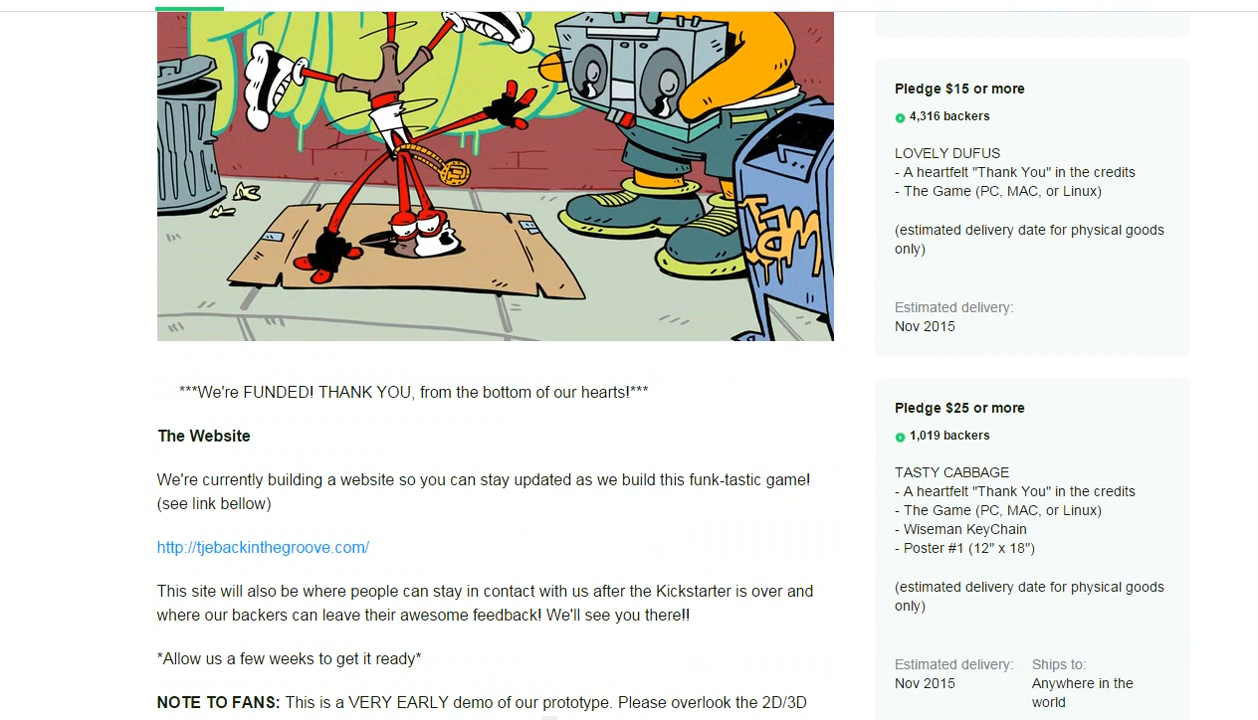 JAM
***We're FUNDED! THANK YOU, from the bottom of our hearts!***
The Website
We're currently building a website so you can stay updated as we build this funk-tastic game!
(see link bellow)
http://tjebackinthegroove.com/
This site will also be where people can stay in contact with us after the Kickstarter is over and
where our backers can leave their awesome feedback! We'll see you there!!
*Allow us a few weeks to get it ready*
NOTE TO FANS: This is a VERY EARLY demo of our prototype. Please overlook the 2D/3D
Pledge $15 or more
4,316 backers
LOVELY DUFUS
- A heartfelt "Thank You" in the credits
- The Game (PC, MAC, or Linux)
(estimated delivery date for physical goods
only)
Estimated delivery:
Nov 2015
Pledge $25 or more
1,019 backers
TASTY CABBAGE
- A heartfelt "Thank You" in the credits
- The Game (PC, MAC, or Linux)
- Wiseman KeyChain
- Poster #1 (12" x 18")
(estimated delivery date for physical goods
only)
Estimated delivery:
Nov 2015
Ships to:
Anywhere in the
world